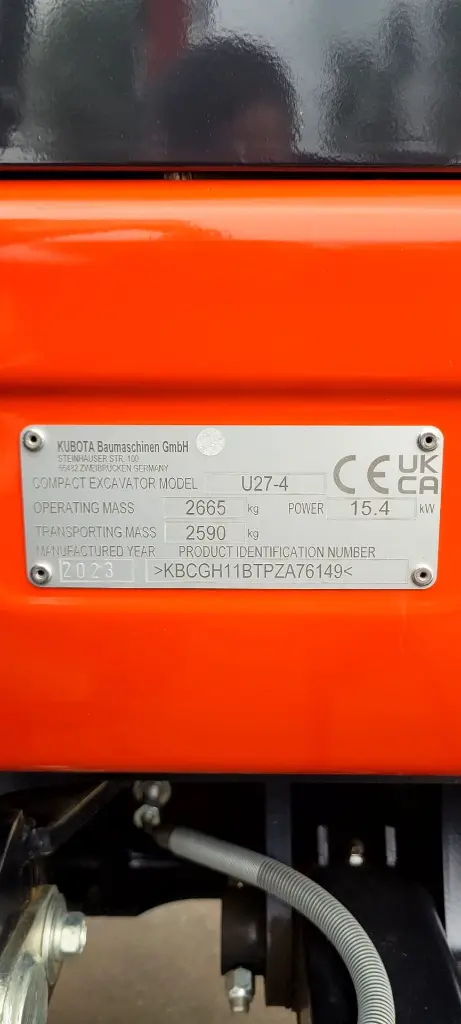 KUBOTA Baumaschinen GmbH
STEINHAUSER STR. 100
66482 ZWEIBRÜCKEN GERMANY
COMPACT EXCAVATOR MODEL U27-4
CE UK CA
OPERATING MASS 2665 kg POWER 15.4 kW
TRANSPORTING MASS 2590 kg
MANUFACTURED YEAR PRODUCT IDENTIFICATION NUMBER
2023 >KBCGH11BTPZA76149<